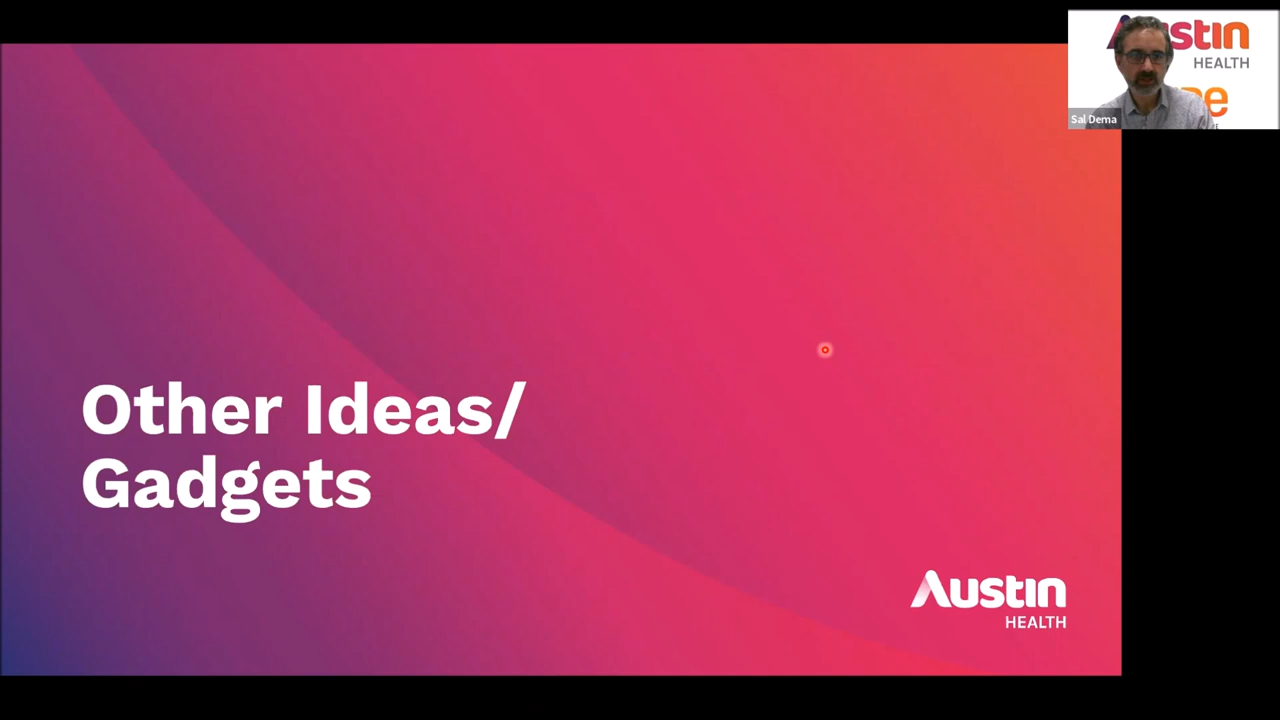 Austin
HEALTH
Sal Dema
Other Ideas/
Gadgets
Austin
HEALTH